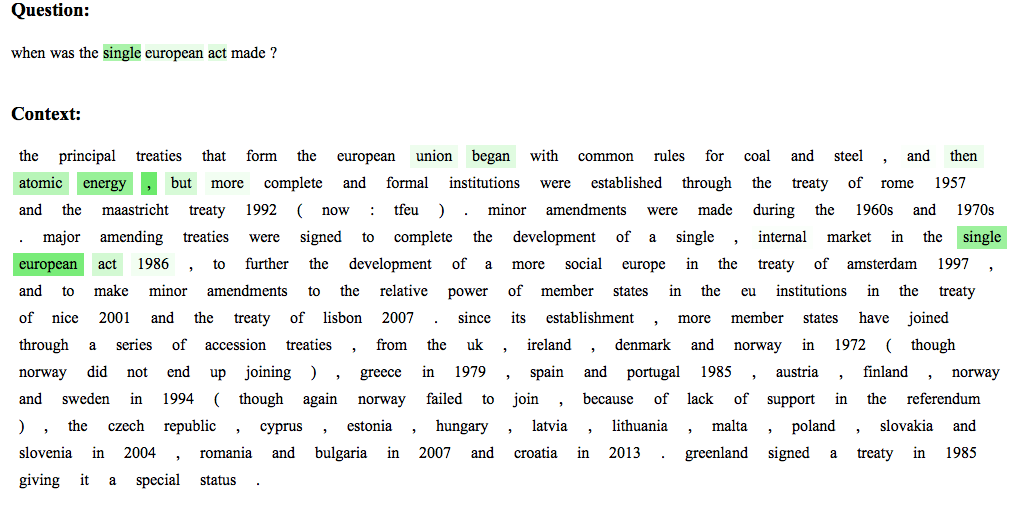 Question:
when was the single european act made ?
Context:
the principal treaties that form the european union began with common rules for coal and steel , and then
atomic energy , but more complete and formal institutions were established through the treaty of rome 1957
and the maastricht treaty 1992 ( now : tfeu ) . minor amendments were made during the 1960s and 1970s
. major amending treaties were signed to complete the development of a single , internal market in the single
european act 1986 , to further the development of a more social europe in the treaty of amsterdam 1997 ,
and to make minor amendments to the relative power of member states in the eu institutions in the treaty
of nice 2001 and the treaty of lisbon 2007 . since its establishment , more member states have joined
through a series of accession treaties , from the uk , ireland , denmark and norway in 1972 ( though
norway did not end up joining ) , greece in 1979 , spain and portugal 1985 , austria , finland , norway
and sweden in 1994 ( though again norway failed to join , because of lack of support in the referendum
) , the czech republic , cyprus , estonia , hungary , latvia , lithuania , malta , poland , slovakia and
slovenia in 2004 , romania and bulgaria in 2007 and croatia in 2013 . greenland signed a treaty in 1985
giving it a special status .